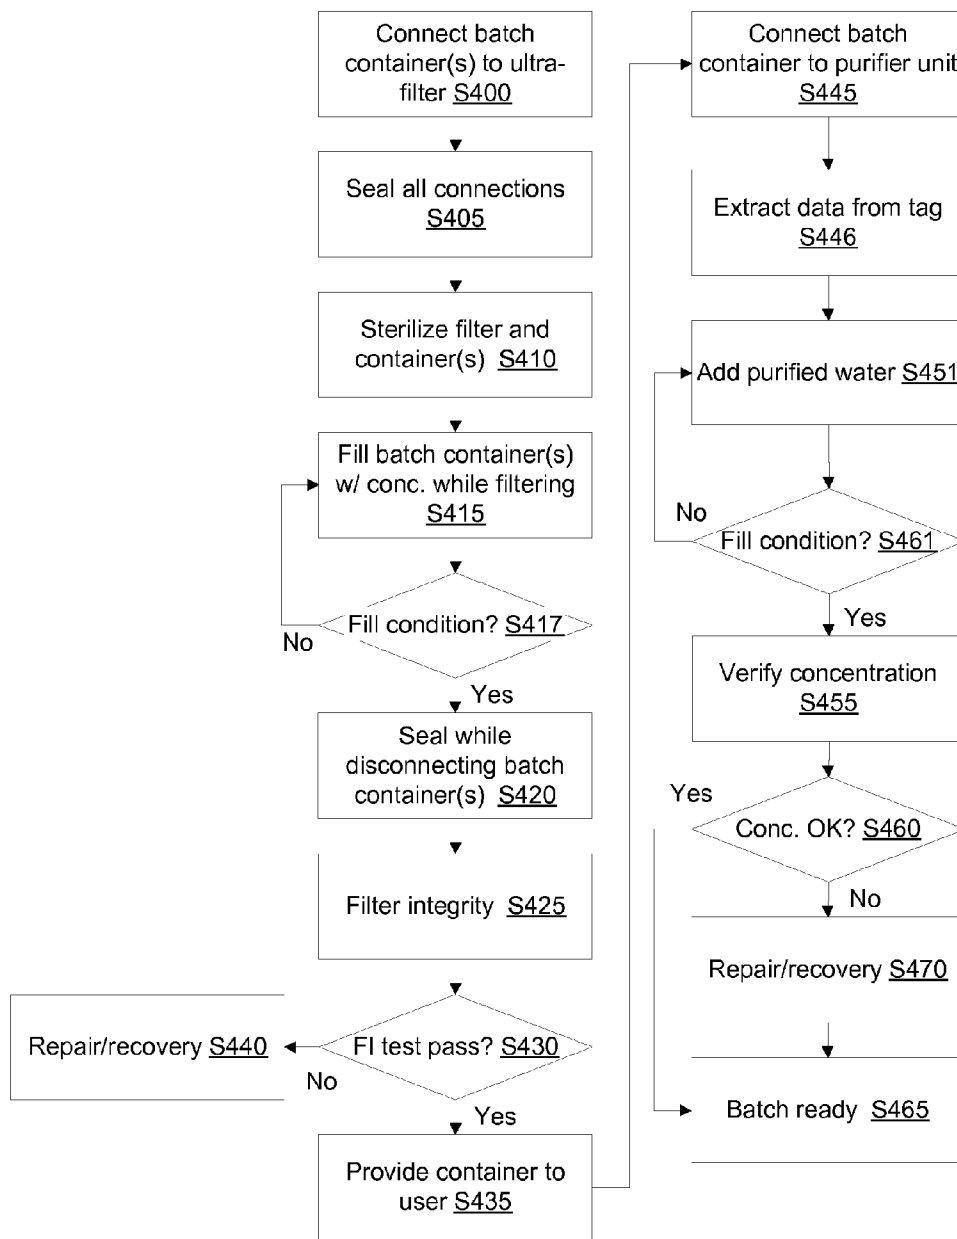 Connect batch
container(s) to ultra-
filter S400
Seal all connections
S405
Sterilize filter and
container(s) S410
Fill batch container(s)
w/ conc. while filtering
S415
Fill condition? S417
No
Yes
Seal while
disconnecting batch
container(s) S420
Filter integrity S425
FI test pass? S430
Repair/recovery S440
No
Yes
Provide container to
user S435
Connect batch
container to purifier unit
S445
Extract data from tag
S446
Add purified water S451
No
Fill condition? S461
Yes
Verify concentration
S455
Yes
Conc. OK? S460
No
Repair/recovery S470
Batch ready S465